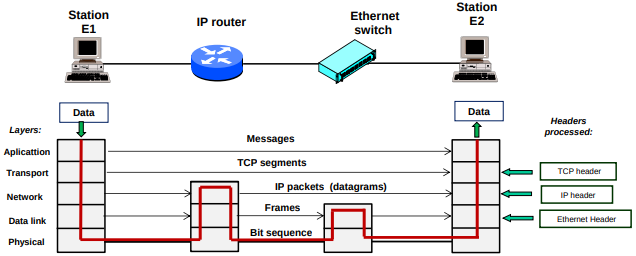 Station
E1
IP router
Ethernet
switch
Station
E2
Data
Data
Headers
processed:
Layers:
Messages
Aplicattion
TCP segments
Transport
TCP header
IP packets (datagrams)
Network
IP header
Frames
Data link
Ethernet Header
Bit sequence
Physical